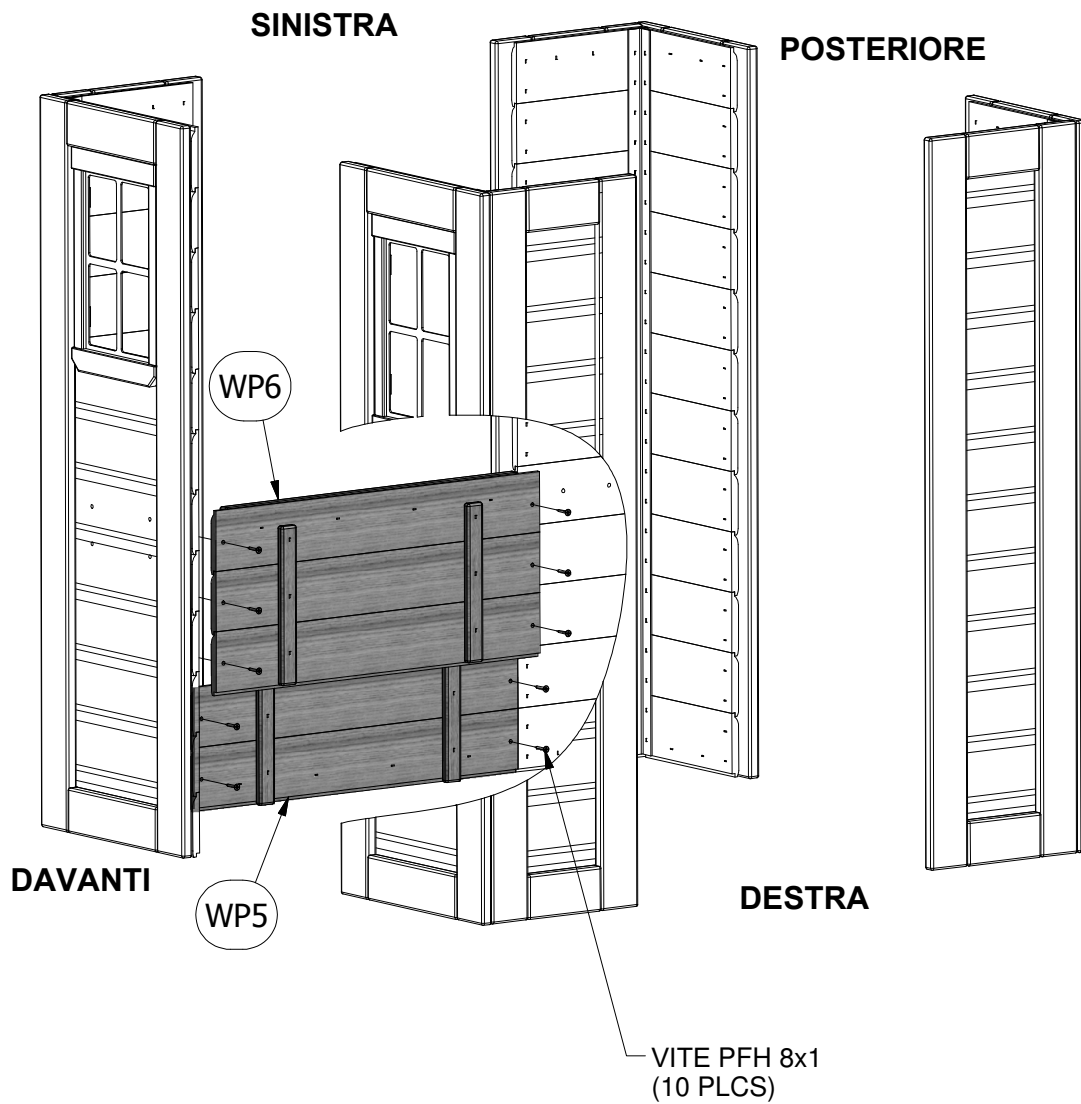 SINISTRA
POSTERIORE
WP6
DAVANTI
WP5
DESTRA
VITE PFH 8x1
(10 PLCS)